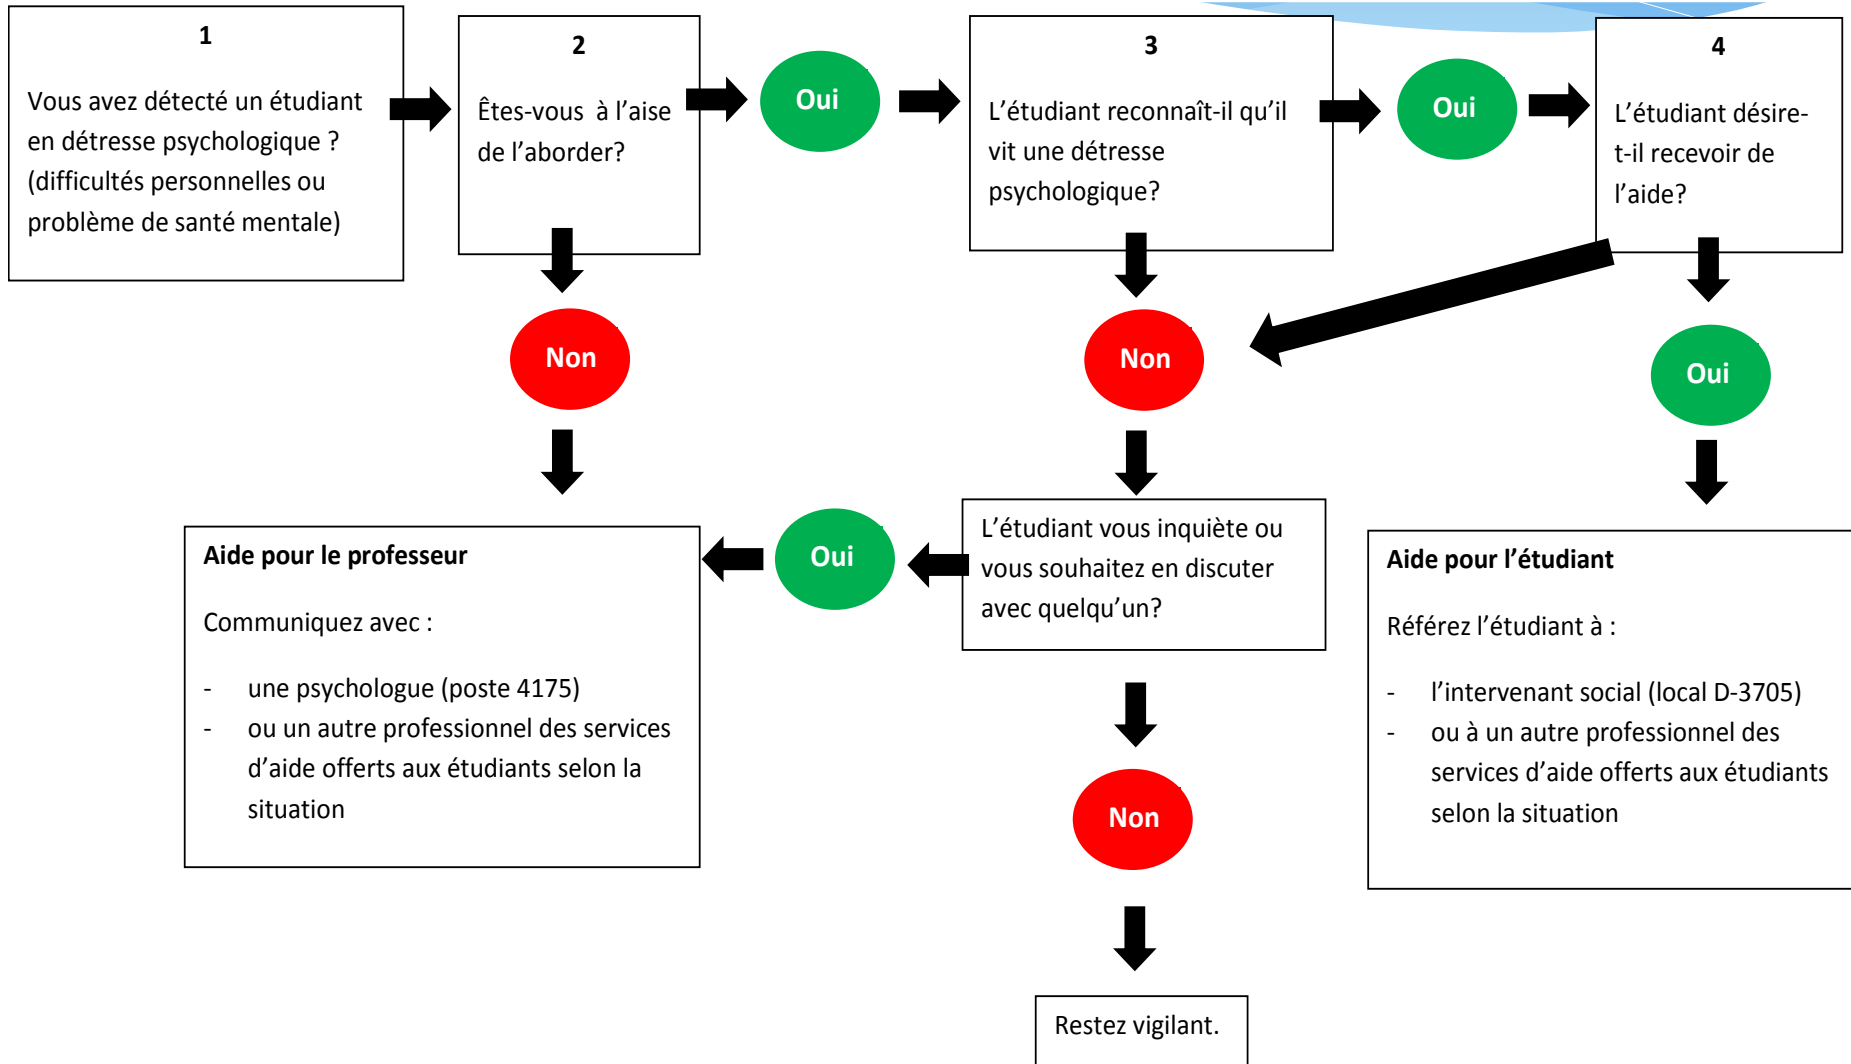 1
Vous avez détecté un étudiant
en détresse psychologique ?
(difficultés personnelles ou
problème de santé mentale)
2
Êtes-vous à l’aise
de l’aborder?
Oui
3
L’étudiant reconnaît-il qu’il
vit une détresse
psychologique?
Oui
4
L’étudiant désire-
t-il recevoir de
l’aide?
Non
Non
Oui
Aide pour le professeur
Communiquez avec :
- une psychologue (poste 4175)
- ou un autre professionnel des services
d’aide offerts aux étudiants selon la
situation
Oui
L’étudiant vous inquiète ou
vous souhaitez en discuter
avec quelqu’un?
Aide pour l’étudiant
Référez l’étudiant à :
- l’intervenant social (local D-3705)
- ou à un autre professionnel des
services d’aide offerts aux étudiants
selon la situation
Non
Restez vigilant.